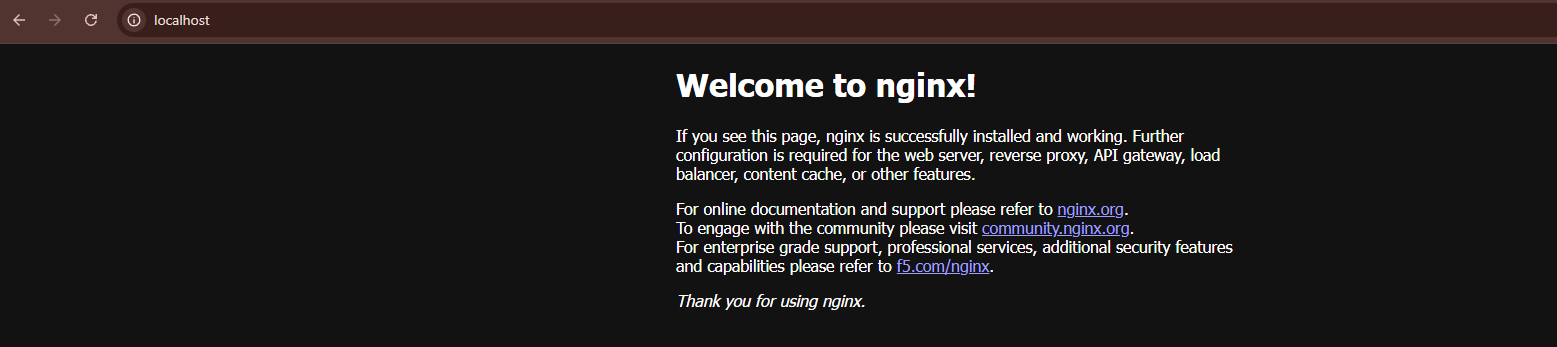 localhost
Welcome to nginx!
If you see this page, nginx is successfully installed and working. Further
configuration is required for the web server, reverse proxy, API gateway, load
balancer, content cache, or other features.
For online documentation and support please refer to nginx.org.
To engage with the community please visit community.nginx.org.
For enterprise grade support, professional services, additional security features
and capabilities please refer to f5.com/nginx.
Thank you for using nginx.